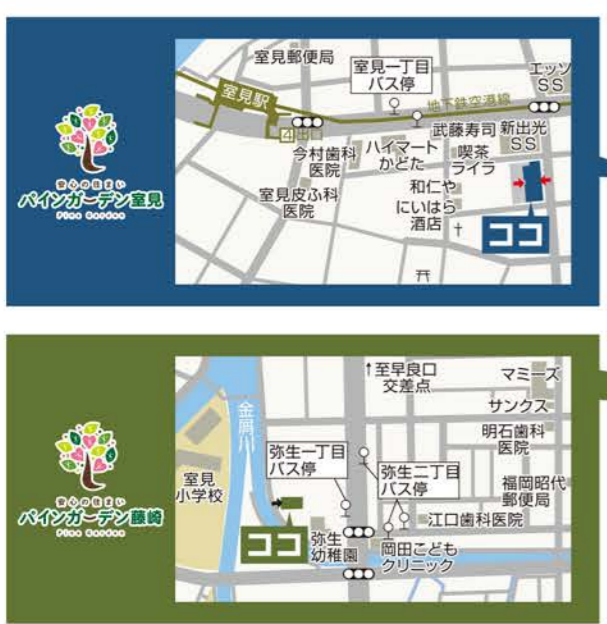 安心の住まい
パインガーデン室見
Pine Garden
室見郵便局
室見一丁目
バス停
エッソ
SS
室見駅
地下鉄空港線
4出口
今村歯科
医院
ハイマート
かどた
武藤寿司
新出光
SS
喫茶
ライラ
室見皮ふ科
医院
和仁や
にいはら
酒店
ココ
安心の住まい
パインガーデン藤崎
Pine Garden
↑至早良口
交差点
マミーズ
サンクス
金屑川
明石歯科
医院
弥生一丁目
バス停
弥生二丁目
バス停
室見
小学校
福岡昭代
郵便局
江口歯科医院
ココ
弥生
幼稚園
岡田こども
クリニック